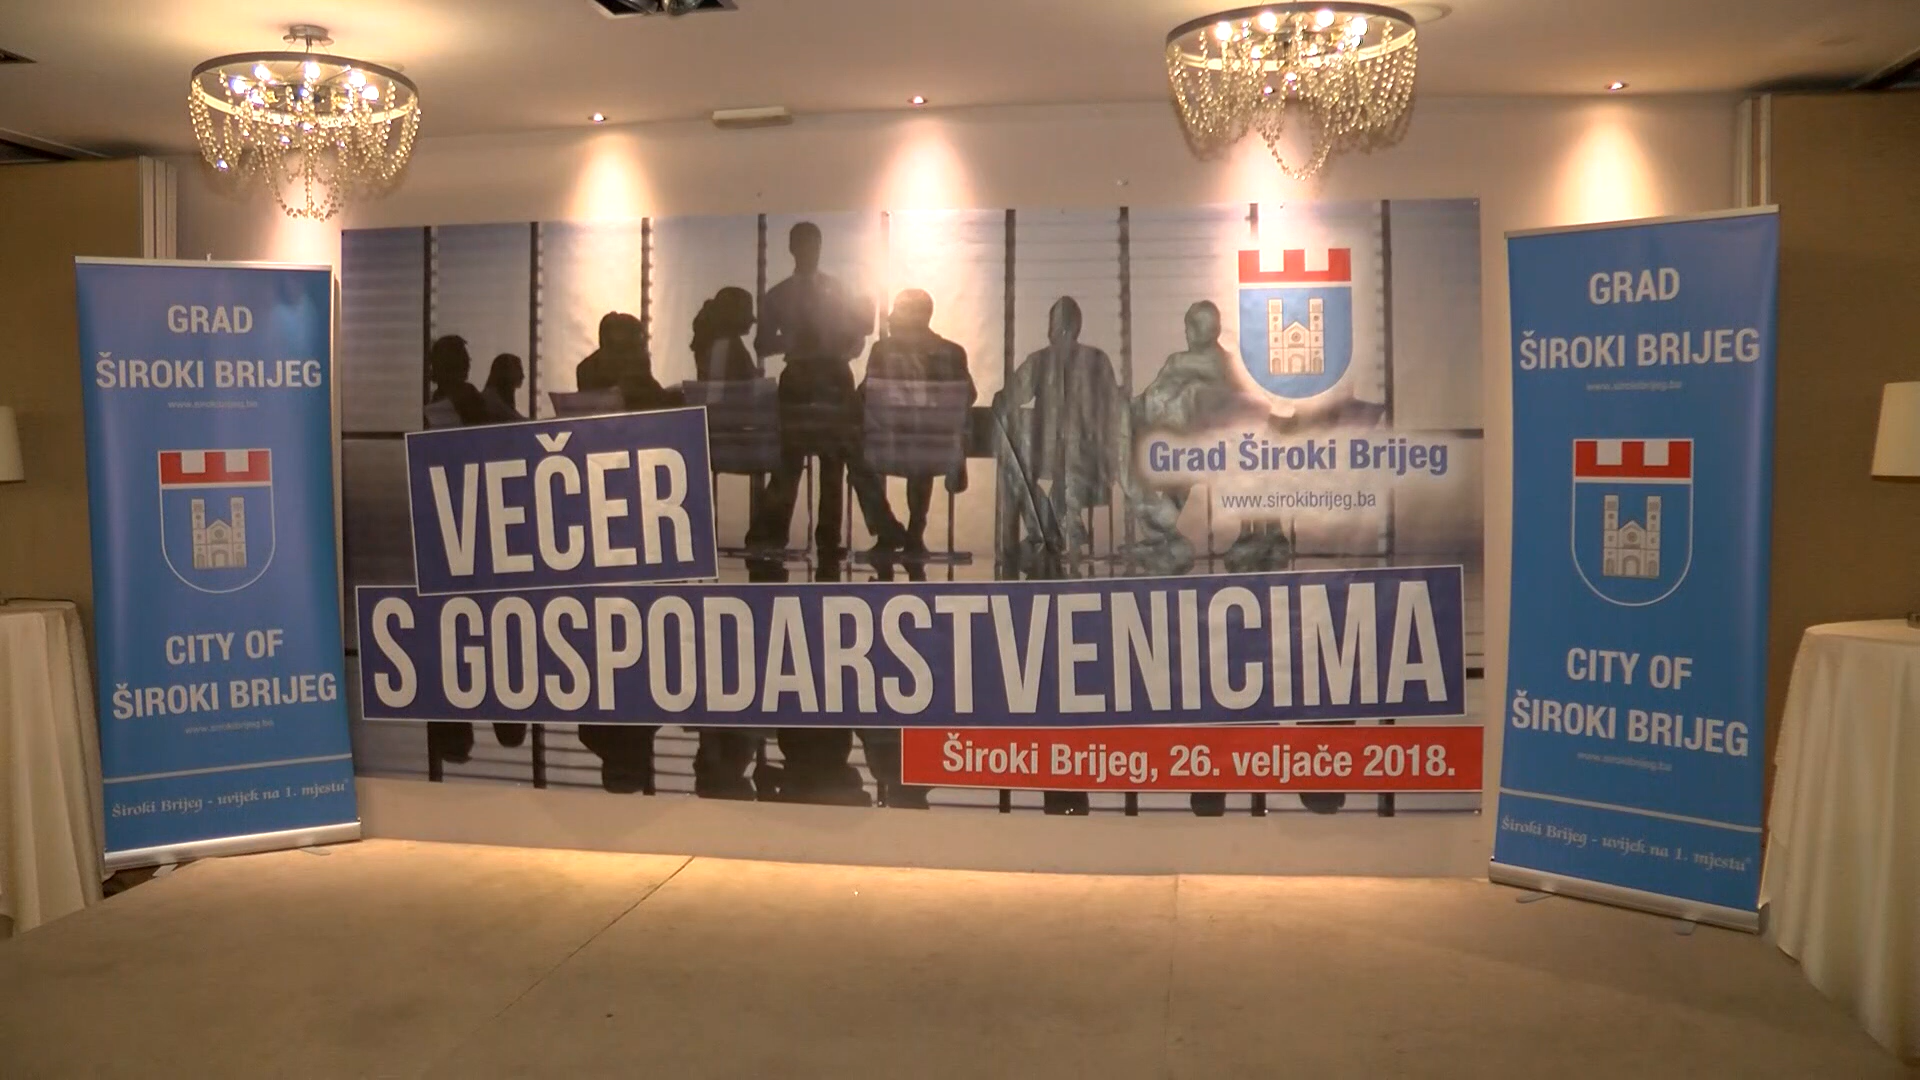 GRAD
ŠIROKI BRIJEG
www.sirokibrijeg.ba
CITY OF
ŠIROKI BRIJEG
www.sirokibrijeg.ba
Široki Brijeg - uvijek na 1. mjestu"
Grad Široki Brijeg
www.sirokibrijeg.ba
VEČER
S GOSPODARSTVENICIMA
Široki Brijeg, 26. veljače 2018.
GRAD
ŠIROKI BRIJEG
www.sirokibrijeg.ba
CITY OF
ŠIROKI BRIJEG
www.sirokibrijeg.ba
Široki Brijeg - uvijek na 1. mjestu"